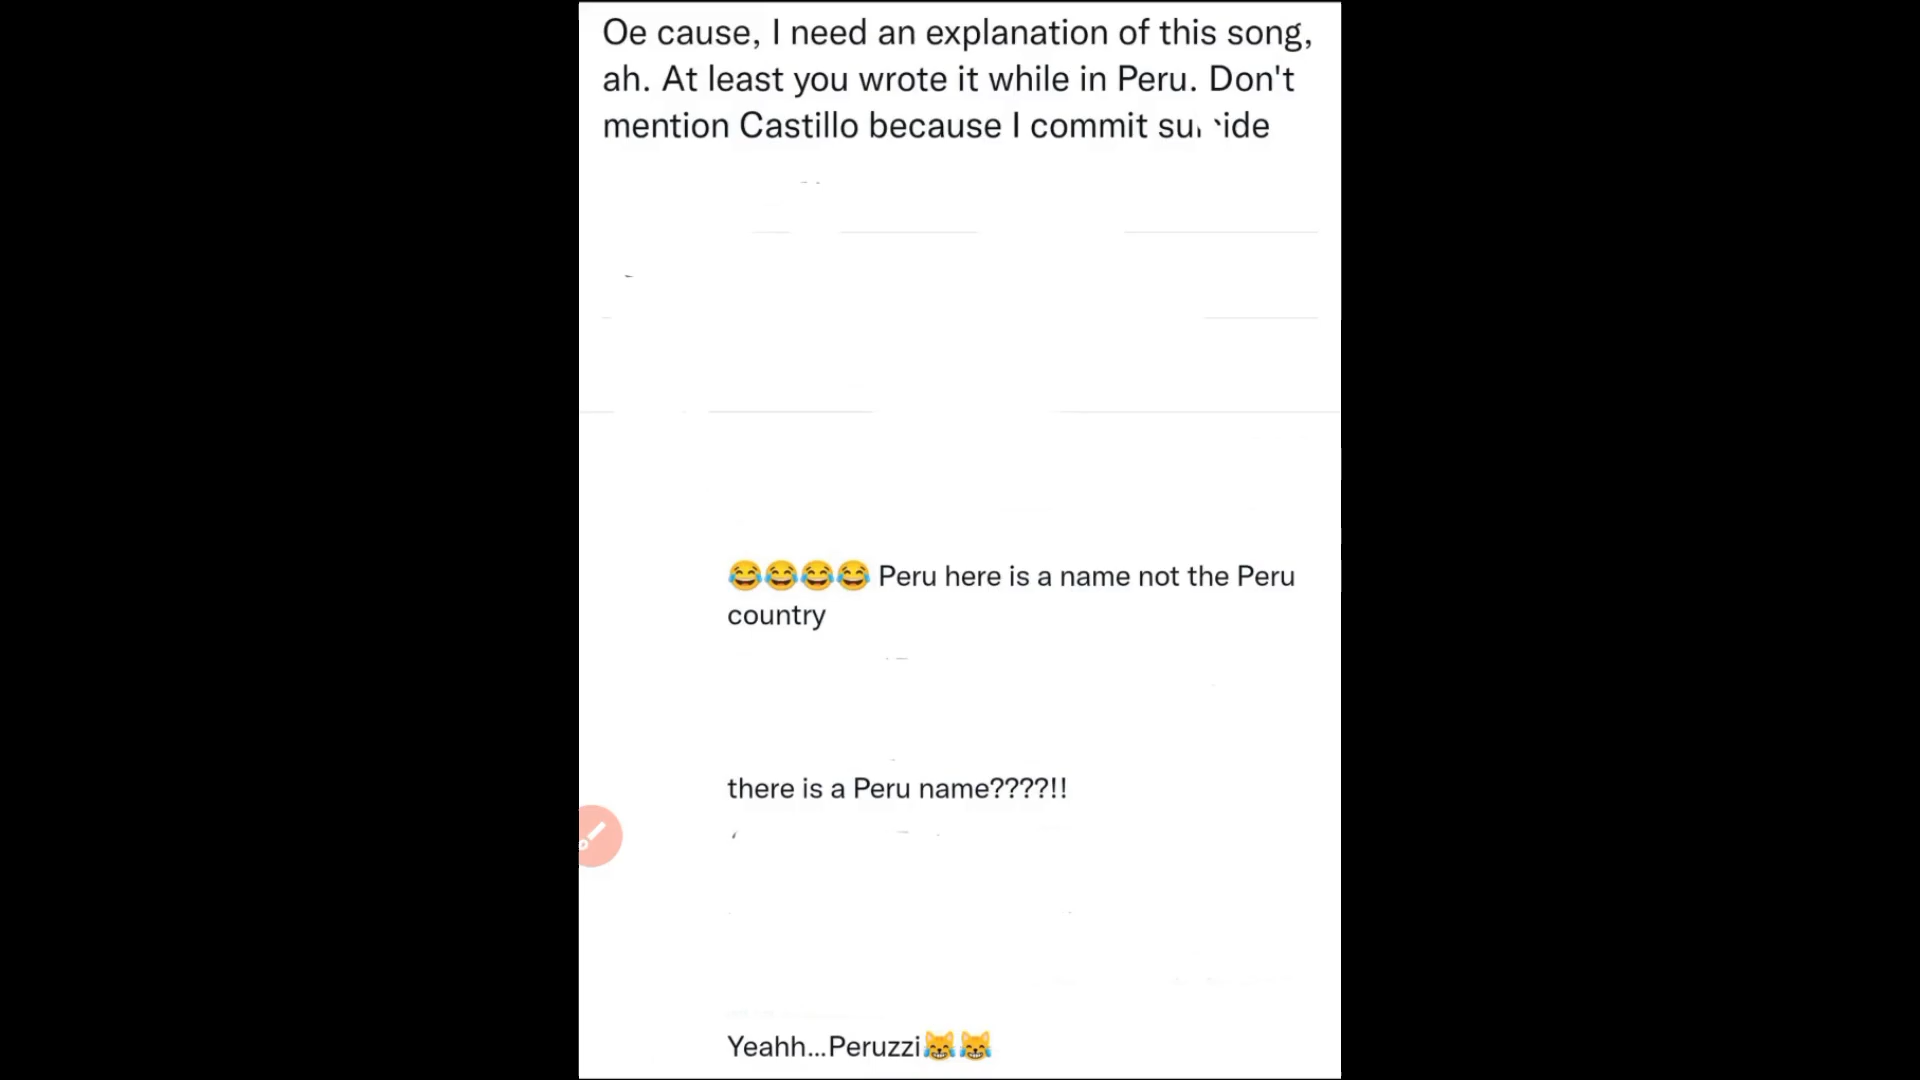 Oe cause, I need an explanation of this song,
ah. At least you wrote it while in Peru. Don't
mention Castillo because I commit
😂😂😂😂 Peru here is a name not the Peru
country
there is a Peru name????!!
Yeahh...Peruzzi😹😹